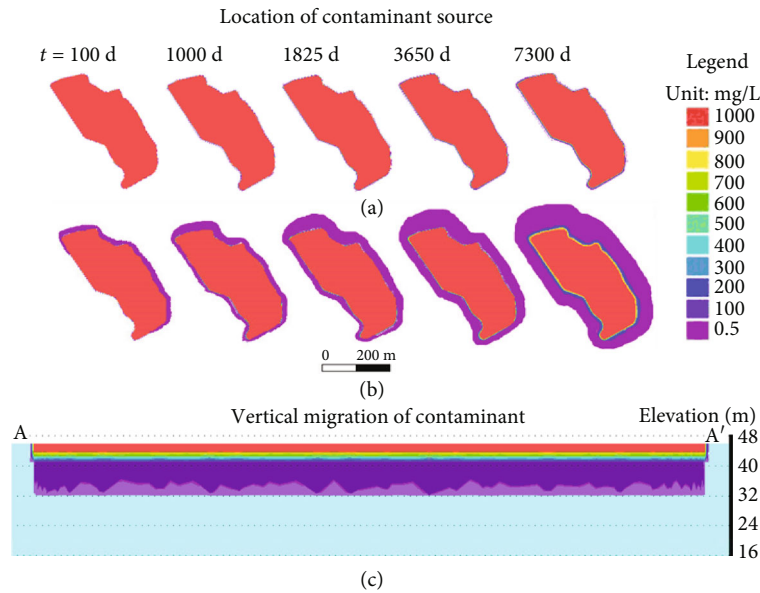 Location of contaminant source
t = 100 d 1000 d 1825 d 3650 d 7300 d
Legend
Unit: mg/L
1000
900
800
700
600
500
400
300
200
100
0.5
(a)
0 200 m
(b)
Vertical migration of contaminant
Elevation (m)
A A′
48
40
32
24
16
(c)